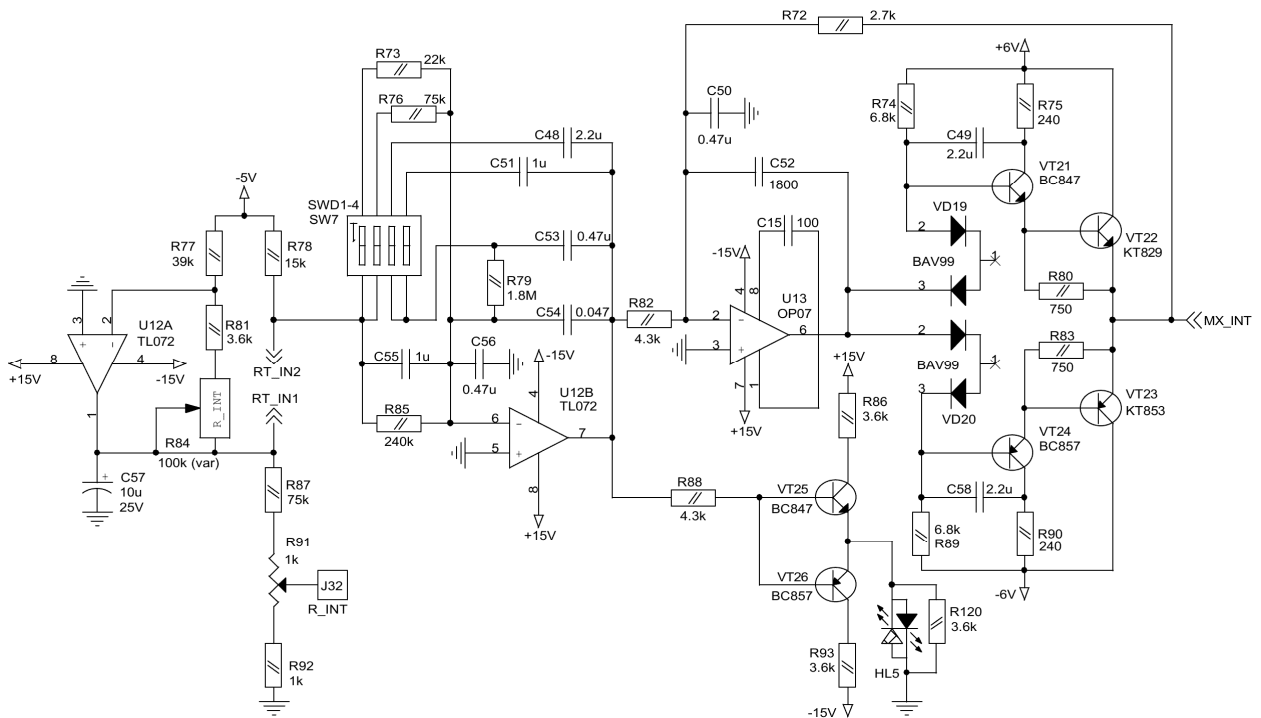 R72
2.7k
+6V
R73
22k
R76
75k
C50
0.47u
R74
6.8k
R75
240
C48
2.2u
C49
2.2u
C51
1u
C52
1800
VT21
BC847
-5V
SWD1-4
SW7
R77
39k
R78
15k
C53
0.47u
C15
100
VD19
2
1
BAV99
3
VT22
KT829
R79
1.8M
-15V
4
8
U13
OP07
R80
750
3
2
U12A
TL072
R81
3.6k
C54
0.047
R82
4.3k
2
3
6
7
1
MX_INT
8
4
+15V
-15V
RT_IN2
C55
1u
C56
0.47u
-15V
2
1
BAV99
3
R83
750
+15V
+15V
1
R_INT
RT_IN1
R84
100k (var)
R85
240k
U12B
TL072
4
6
5
7
8
+15V
VD20
VT23
KT853
R86
3.6k
VT24
BC857
C57
+
10u
25V
R87
75k
R88
4.3k
VT25
BC847
C58
2.2u
6.8k
R89
R90
240
R91
1k
J32
R_INT
VT26
BC857
-6V
R120
3.6k
R92
1k
R93
3.6k
HL5
-15V